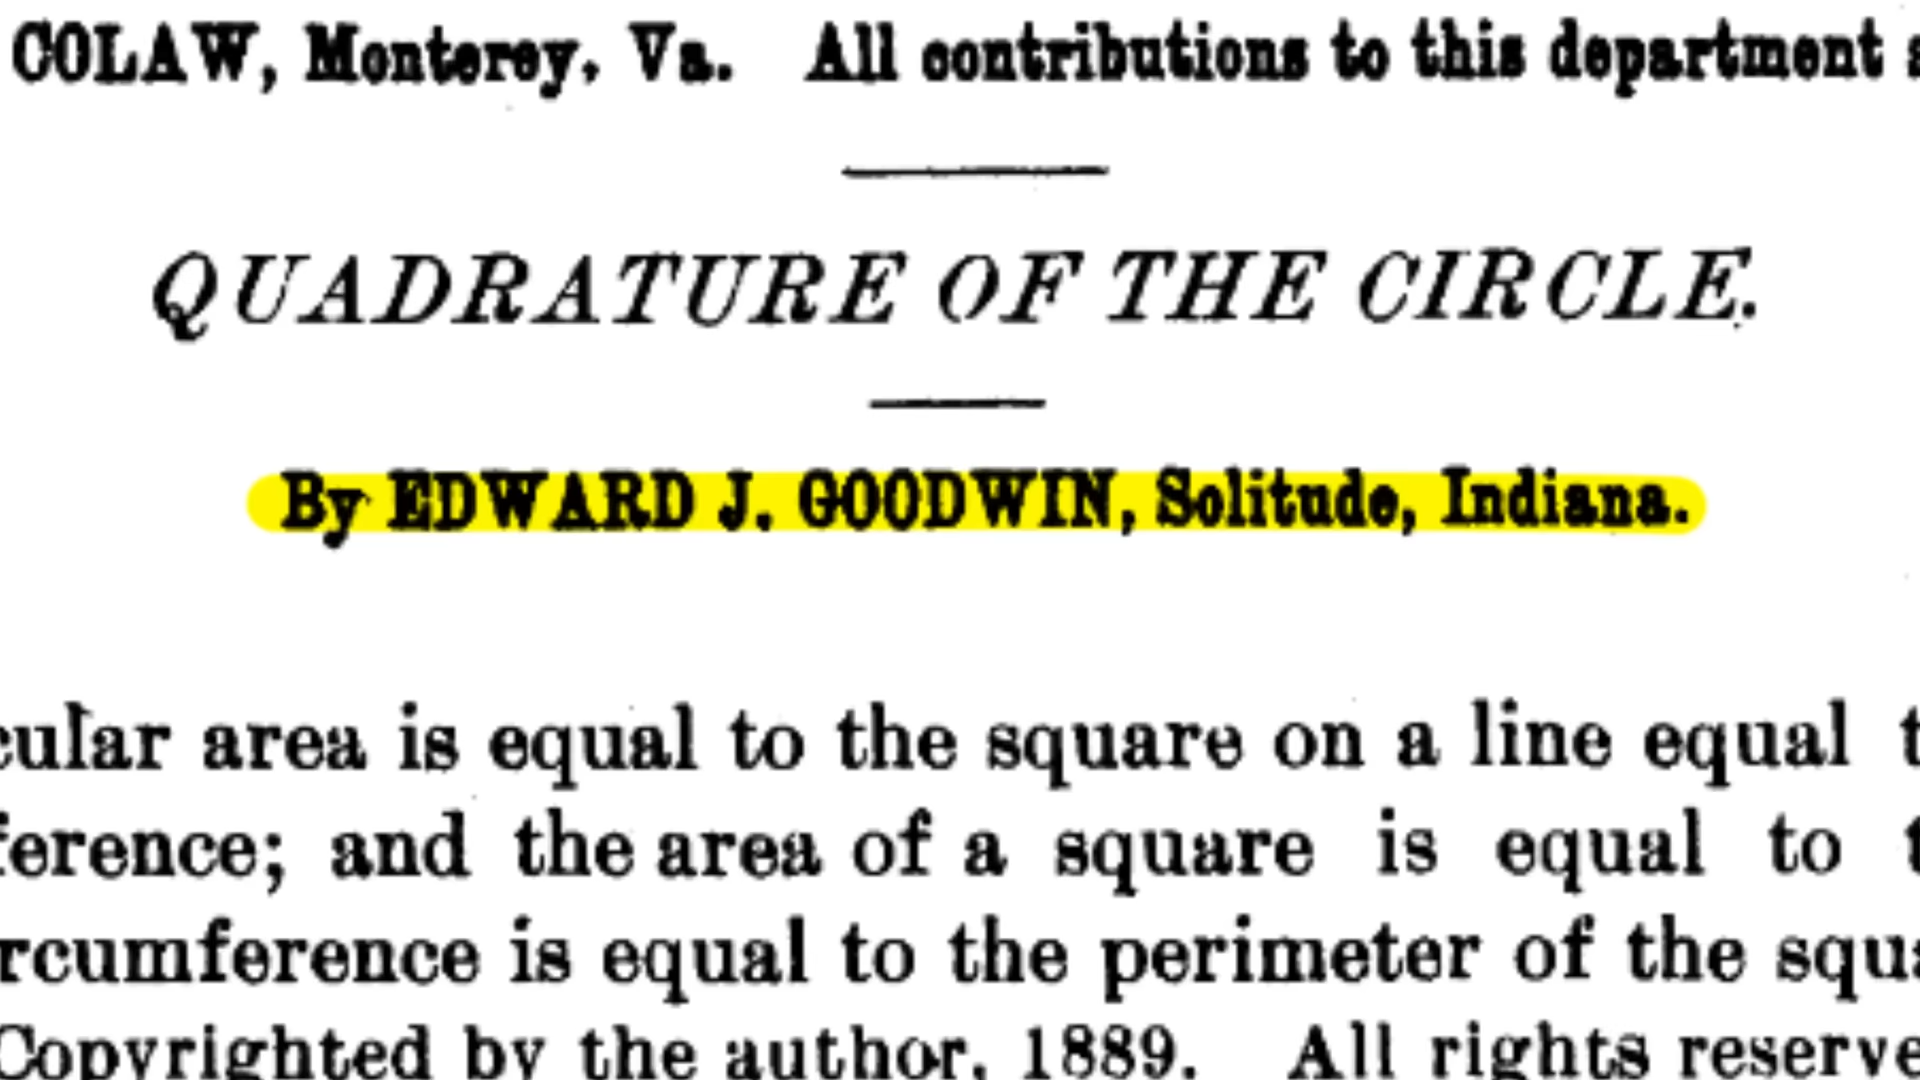 COLAW, Monterey, Va. All contributions to this department
QUADRATURE OF THE CIRCLE.
By EDWARD J. GOODWIN, Solitude, Indiana.
cular area is equal to the square on a line equal
ference; and the area of a square is equal to
rcumference is equal to the perimeter of the squa
Copyrighted by the author, 1889. All rights reserve